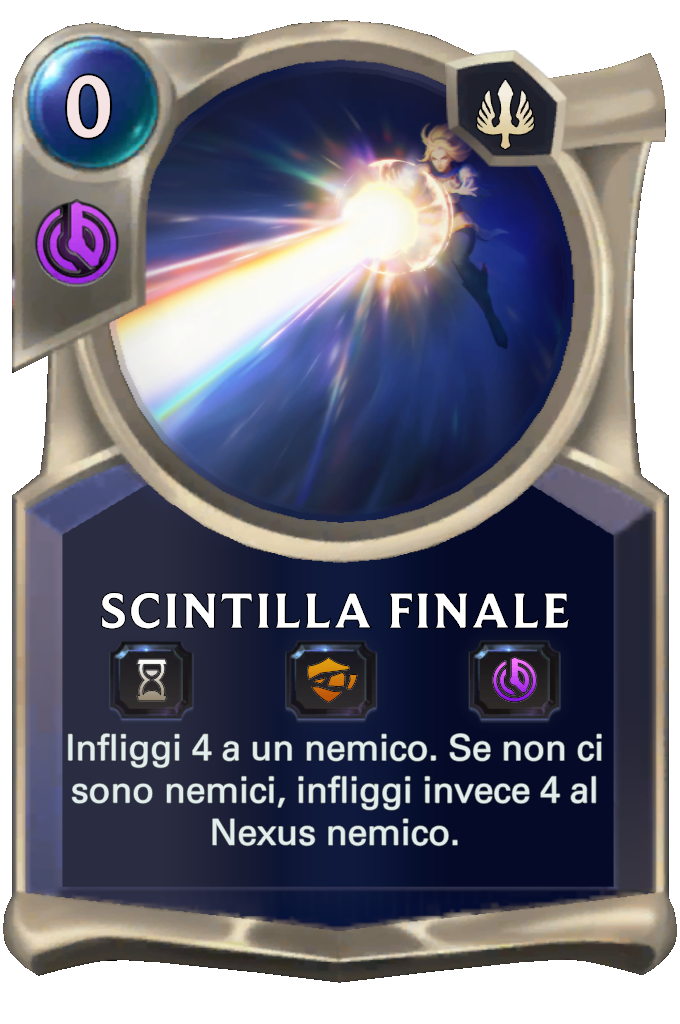 0
SCINTILLA FINALE
Infliggi 4 a un nemico. Se non ci
sono nemici, infliggi invece 4 al
Nexus nemico.